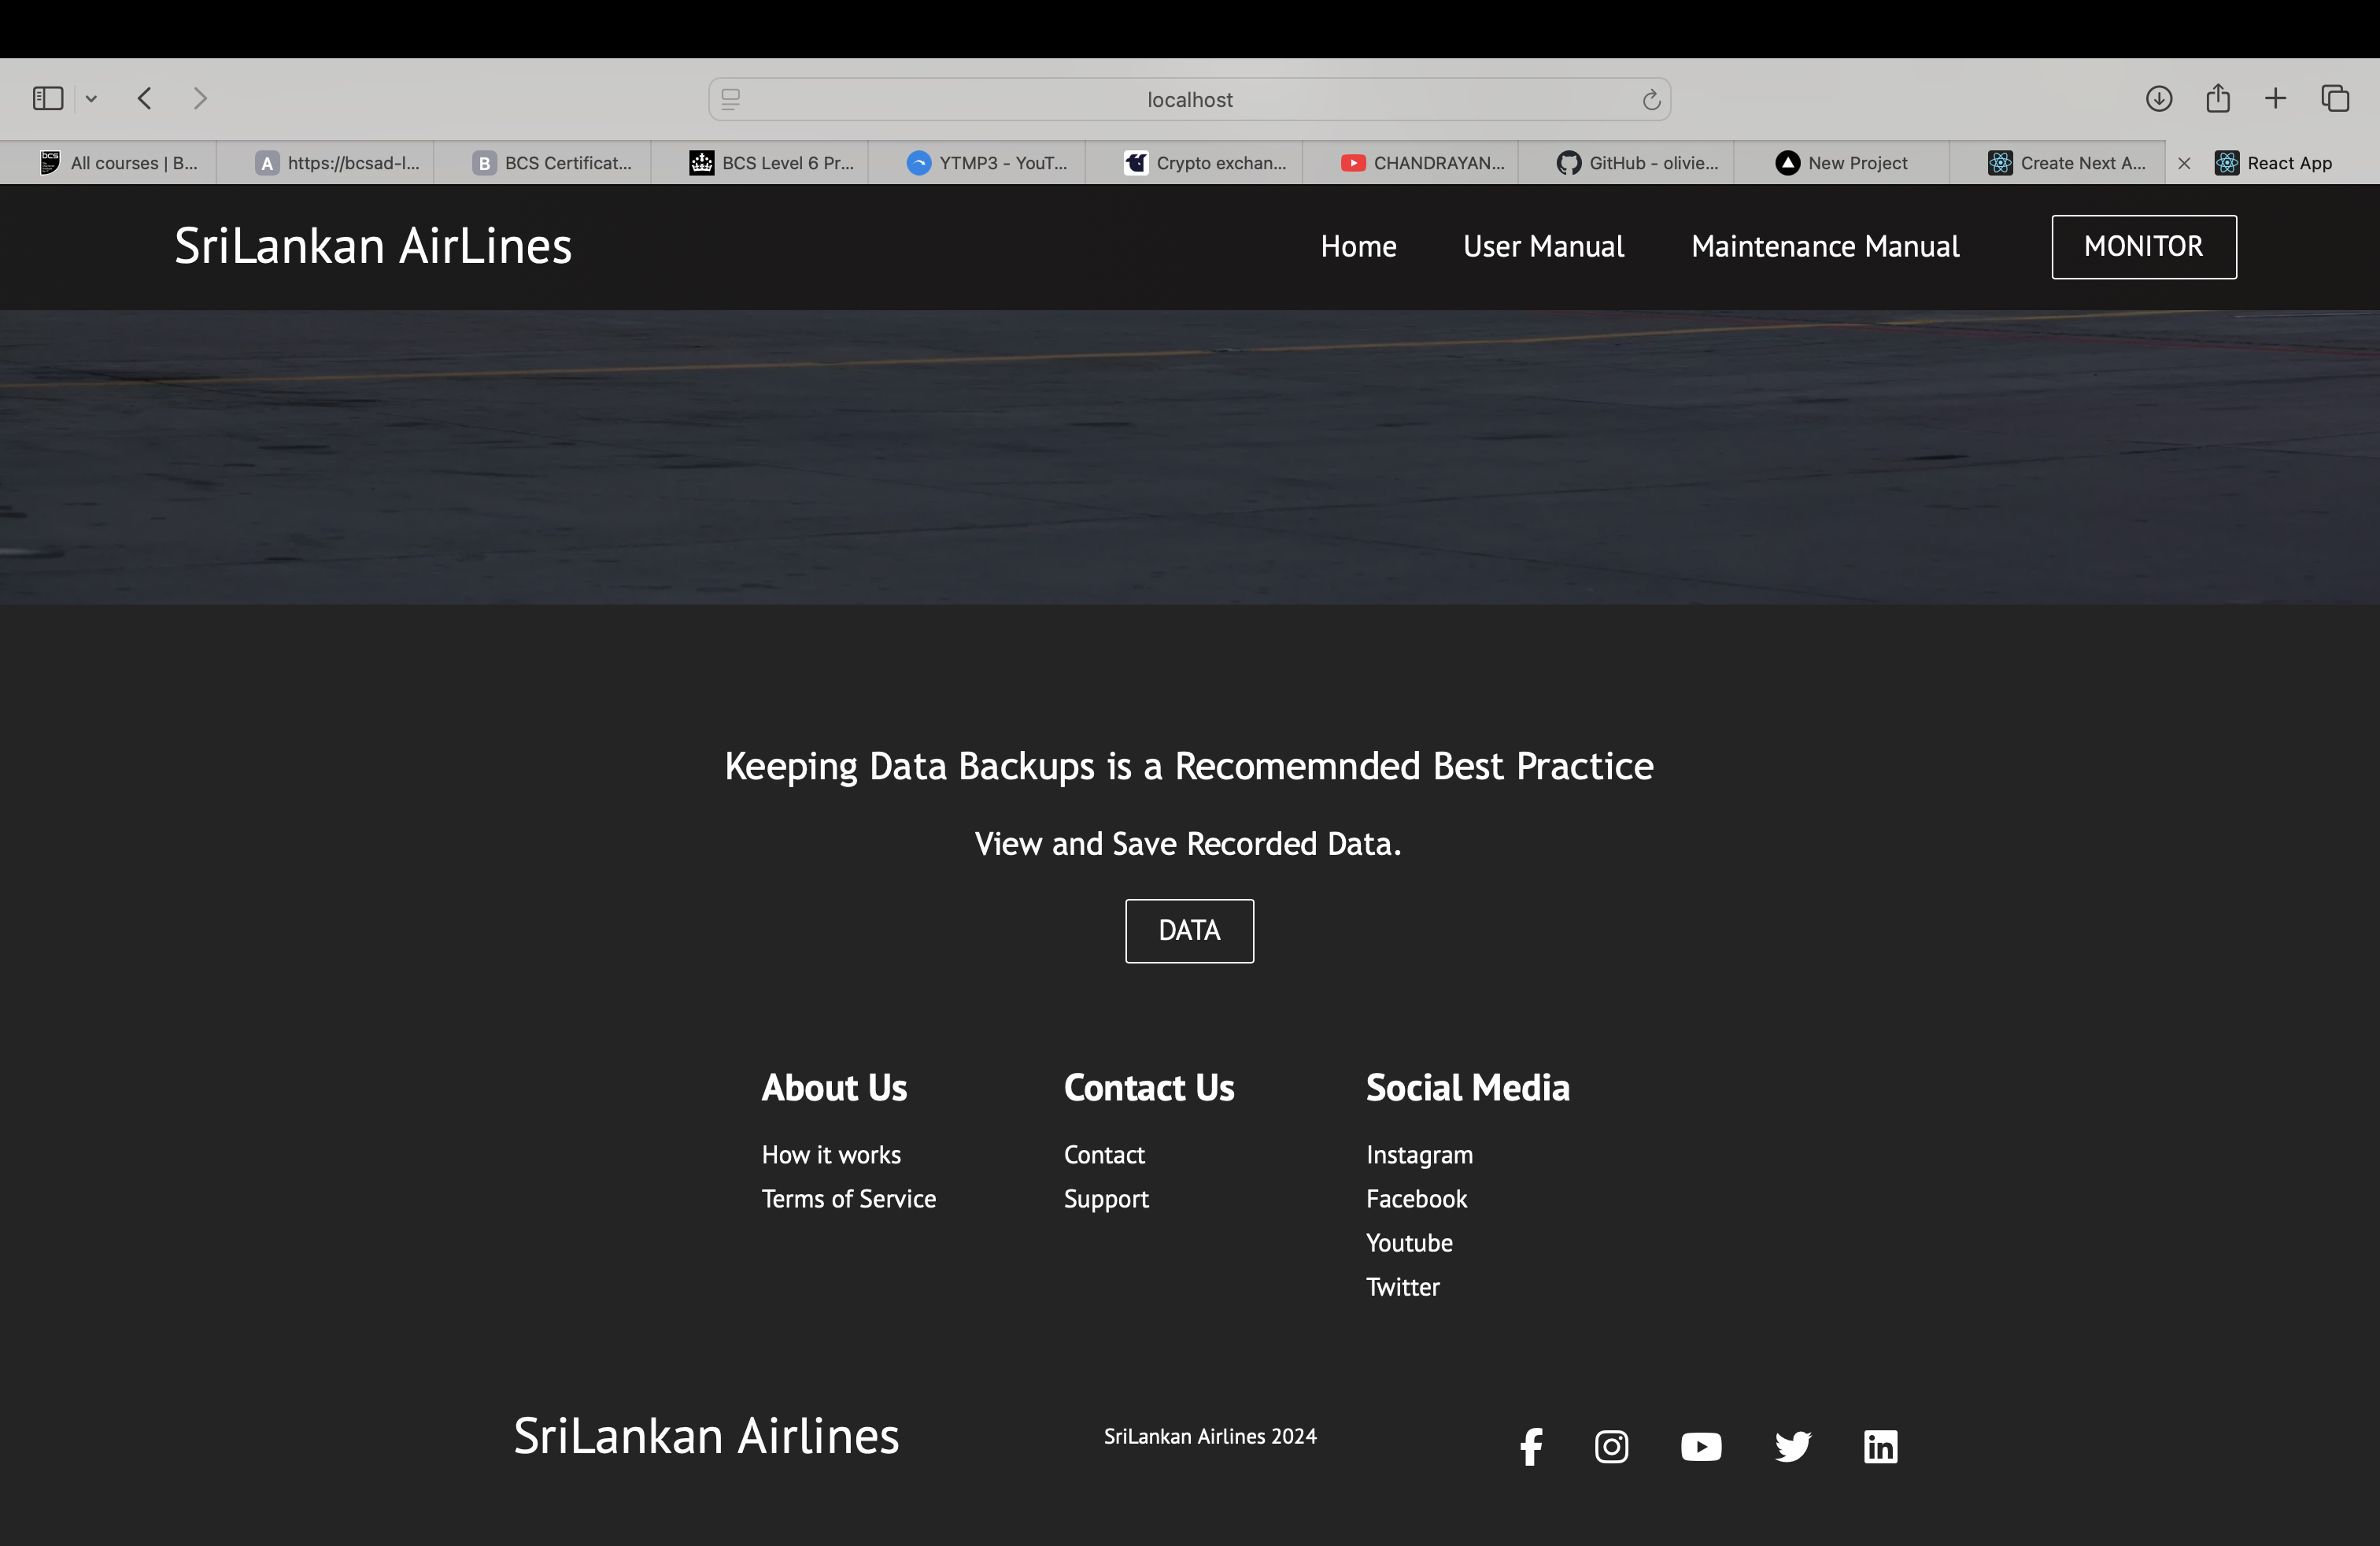 localhost
All courses | B...
A https://bcsad-l...
B BCS Certificat...
BCS Level 6 Pr...
YTMP3 - YouT...
Crypto exchan...
CHANDRAYAN...
GitHub - olivie...
New Project
Create Next A...
React App
SriLankan AirLines
Home
User Manual
Maintenance Manual
MONITOR
Keeping Data Backups is a Recomemnded Best Practice
View and Save Recorded Data.
DATA
About Us
How it works
Terms of Service
Contact Us
Contact
Support
Social Media
Instagram
Facebook
Youtube
Twitter
SriLankan Airlines
SriLankan Airlines 2024